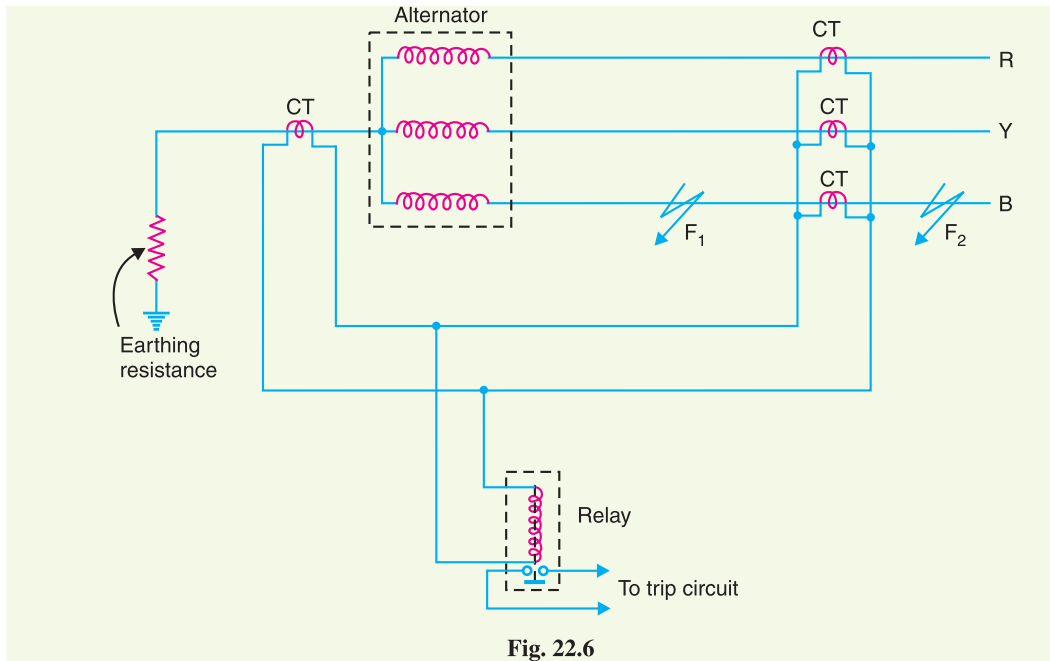 Alternator
CT
R
CT
CT
Y
CT
B
F1
F2
Earthing
resistance
Relay
To trip circuit
Fig. 22.6